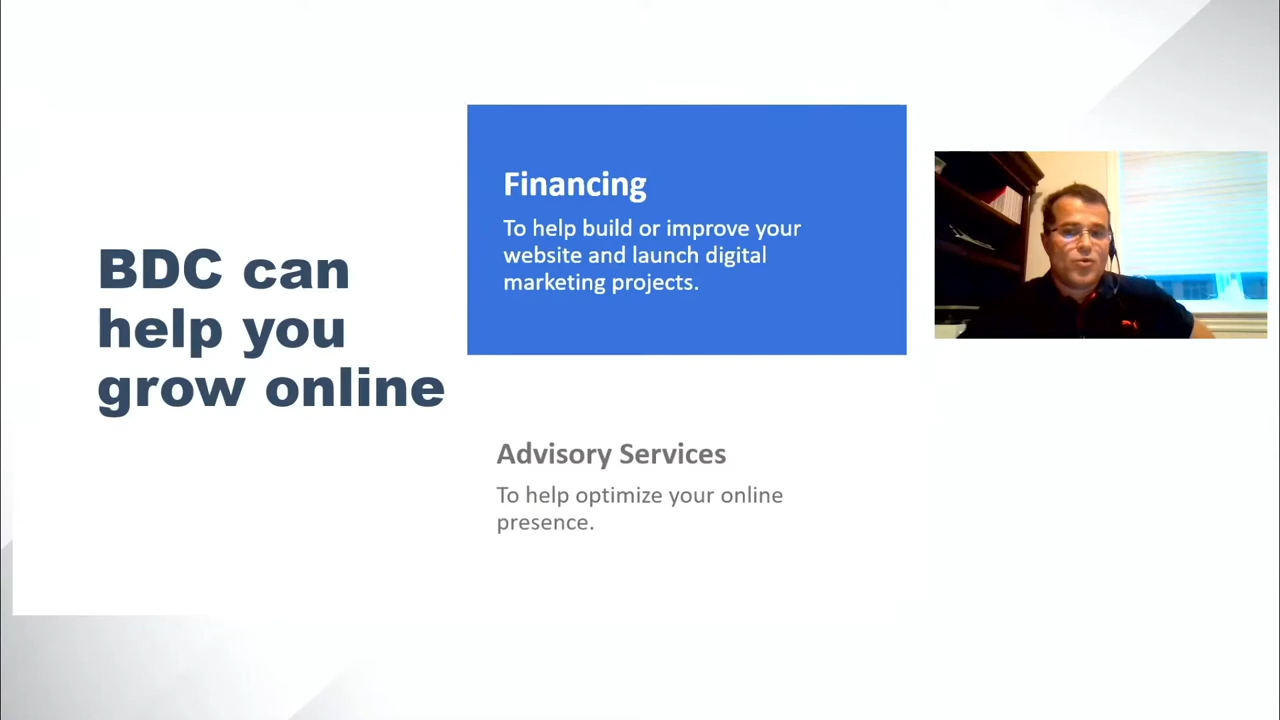 BDC can
help you
grow online
Financing
To help build or improve your
website and launch digital
marketing projects.
Advisory Services
To help optimize your online
presence.